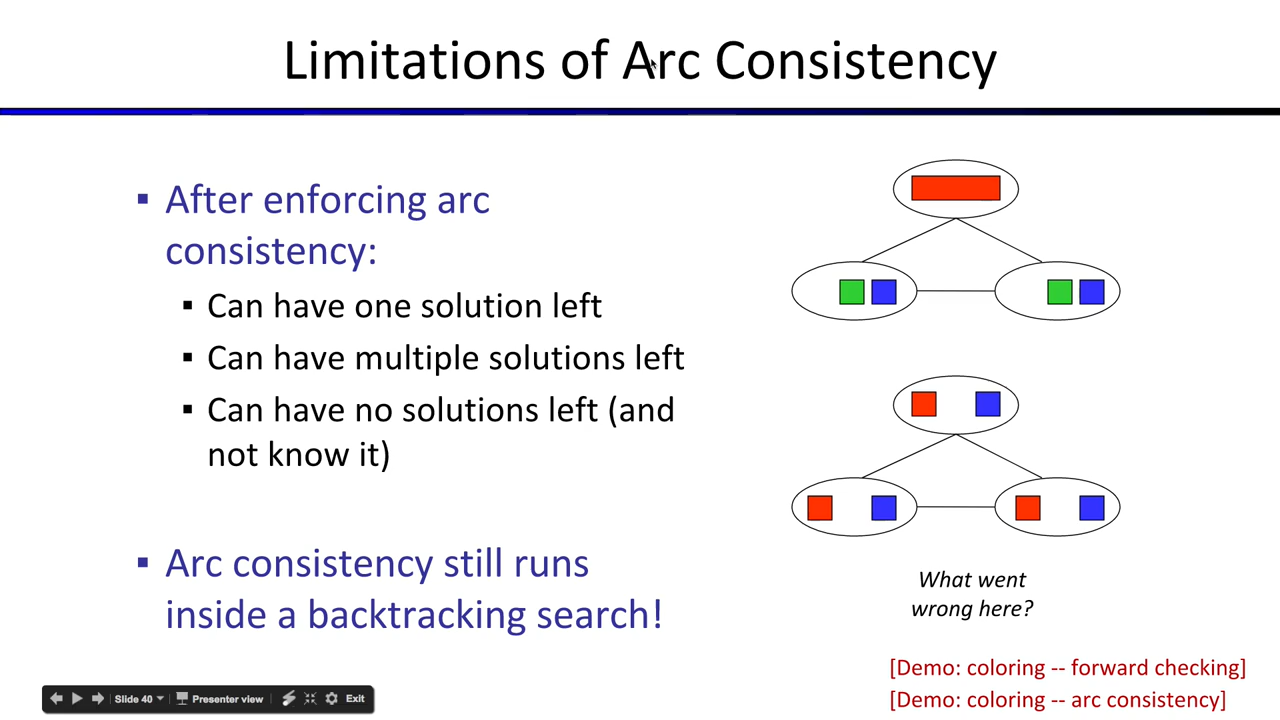 Limitations of Arc Consistency
▪ After enforcing arc
consistency:
▪ Can have one solution left
▪ Can have multiple solutions left
▪ Can have no solutions left (and
not know it)
▪ Arc consistency still runs
inside a backtracking search!
What went
wrong here?
[Demo: coloring -- forward checking]
[Demo: coloring -- arc consistency]
Slide 40 Presenter view Exit